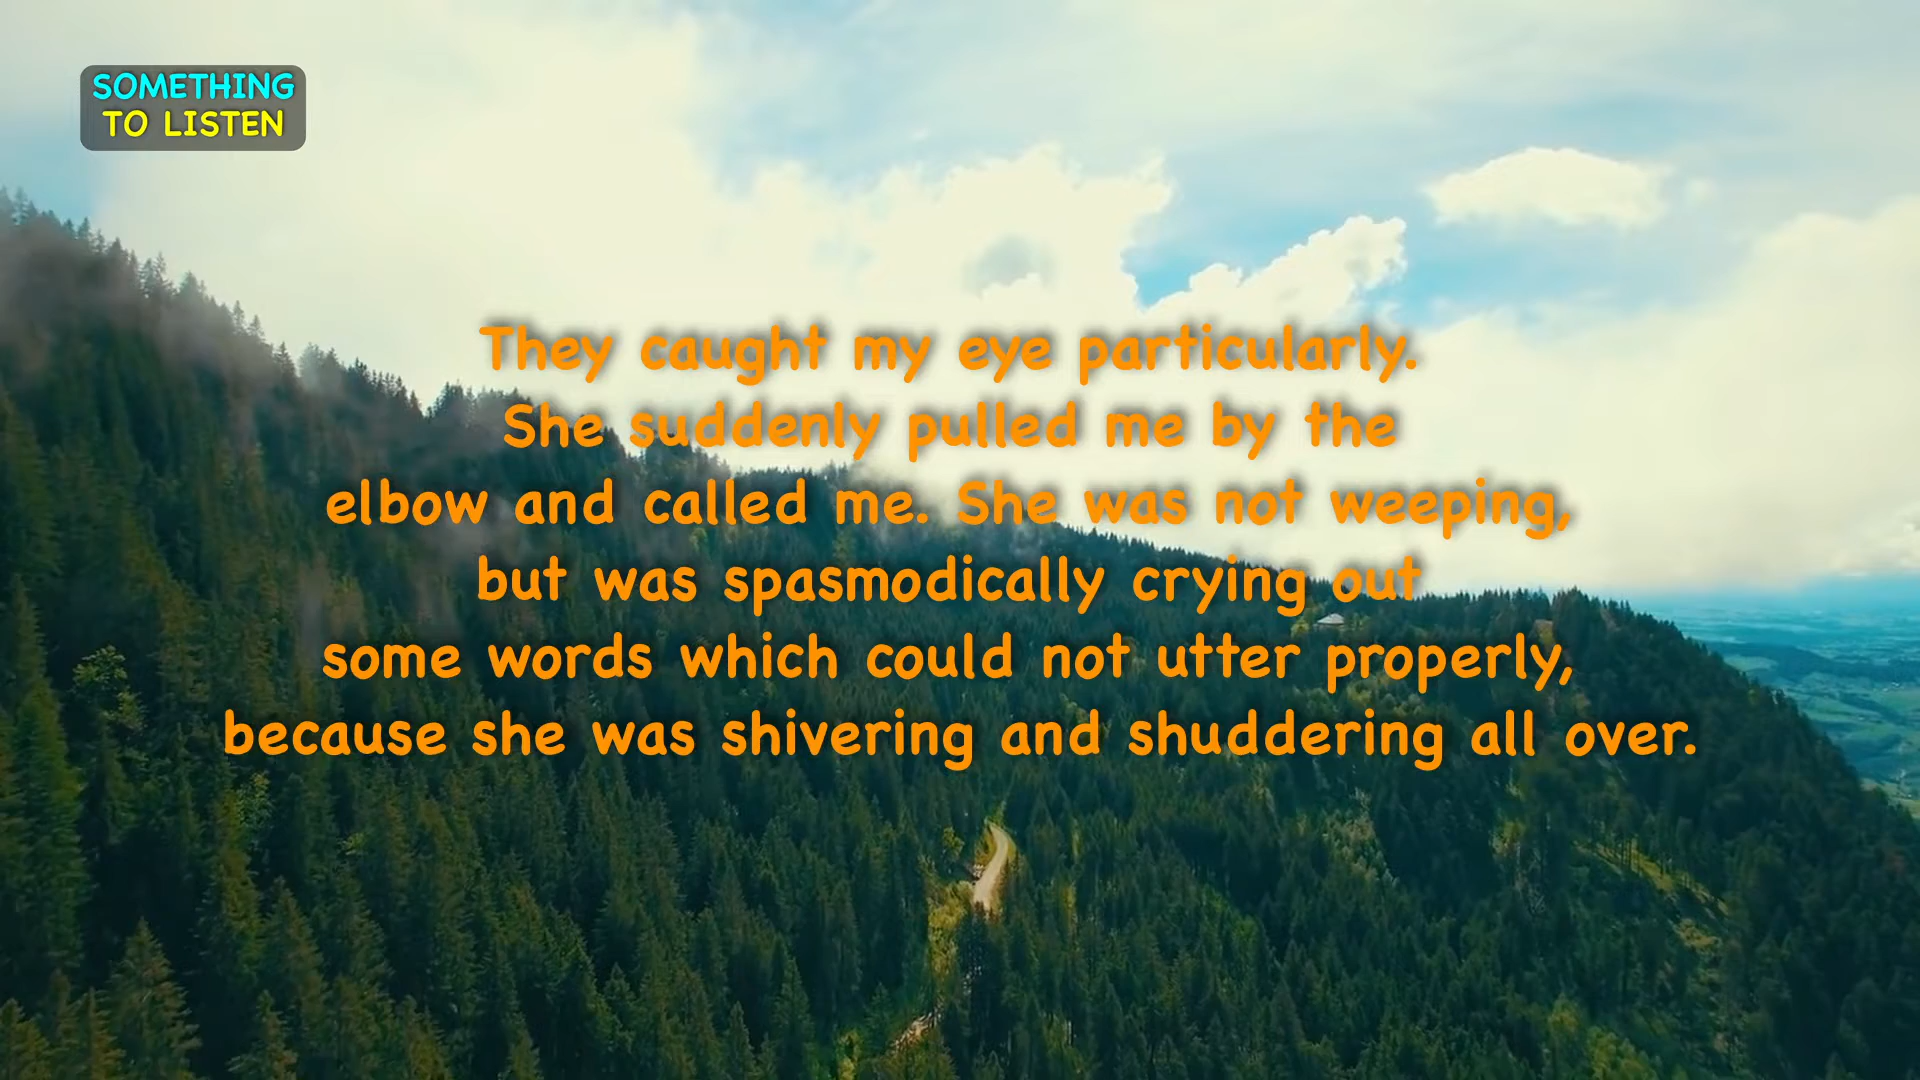 SOMETHING
TO LISTEN
They caught my eye particularly.
She suddenly pulled me by the
elbow and called me. She was not weeping,
but was spasmodically crying out
some words which could not utter properly,
because she was shivering and shuddering all over.